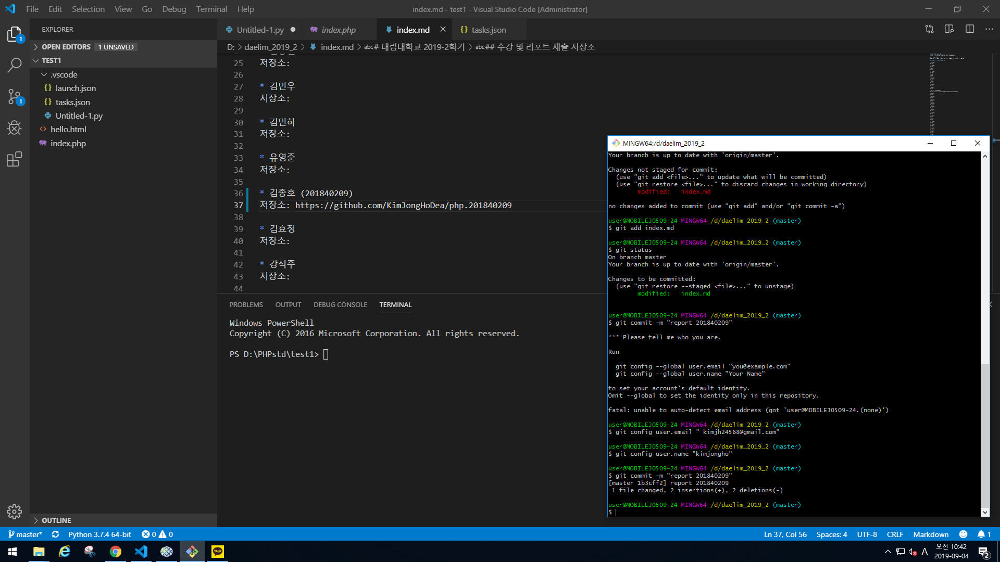 File Edit Selection View Go Debug Terminal Help
index.md - test1 - Visual Studio Code [Administrator]
EXPLORER
OPEN EDITORS 1 UNSAVED
TEST1
.vscode
launch.json
tasks.json
Untitled-1.py
hello.html
index.php
OUTLINE
Untitled-1.py index.php index.md tasks.json
D: > daelim_2019_2 > index.md > abc# 대림대학교 2019-2학기 > abc## 수강 및 리포트 제출 저장소
25 저장소:
26
27 * 김민우
28 저장소:
29
30 * 김민하
31 저장소:
32
33 * 유영준
34 저장소:
35
36 * 김종호 (201840209)
37 저장소: https://github.com/KimJongHoDea/php.201840209
38
39 * 김효정
40 저장소:
41
42 * 강석주
43 저장소:
44
PROBLEMS OUTPUT DEBUG CONSOLE TERMINAL
Windows PowerShell
Copyright (C) 2016 Microsoft Corporation. All rights reserved.
PS D:\PHPstd\test1>
MINGW64:/d/daelim_2019_2
Your branch is up to date with 'origin/master'.
Changes not staged for commit:
(use "git add <file>..." to update what will be committed)
(use "git restore <file>..." to discard changes in working directory)
modified: index.md
no changes added to commit (use "git add" and/or "git commit -a")
user@MOBILEJ0509-24 MINGW64 /d/daelim_2019_2 (master)
$ git add index.md
user@MOBILEJ0509-24 MINGW64 /d/daelim_2019_2 (master)
$ git status
On branch master
Your branch is up to date with 'origin/master'.
Changes to be committed:
(use "git restore --staged <file>..." to unstage)
modified: index.md
user@MOBILEJ0509-24 MINGW64 /d/daelim_2019_2 (master)
$ git commit -m "report 201840209"
*** Please tell me who you are.
Run
git config --global user.email "you@example.com"
git config --global user.name "Your Name"
to set your account's default identity.
Omit --global to set the identity only in this repository.
fatal: unable to auto-detect email address (got 'user@MOBILEJ0509-24.(none)')
user@MOBILEJ0509-24 MINGW64 /d/daelim_2019_2 (master)
$ git config user.email " kimjh24568@gmail.com"
user@MOBILEJ0509-24 MINGW64 /d/daelim_2019_2 (master)
$ git config user.name "kimjongho"
user@MOBILEJ0509-24 MINGW64 /d/daelim_2019_2 (master)
$ git commit -m "report 201840209"
[master 1b3cff2] report 201840209
1 file changed, 2 insertions(+), 2 deletions(-)
user@MOBILEJ0509-24 MINGW64 /d/daelim_2019_2 (master)
$
master* Python 3.7.4 64-bit 0 0 Ln 37, Col 56 Spaces: 4 UTF-8 CRLF Markdown 1
TALK
A 오전 10:42
2019-09-04
2